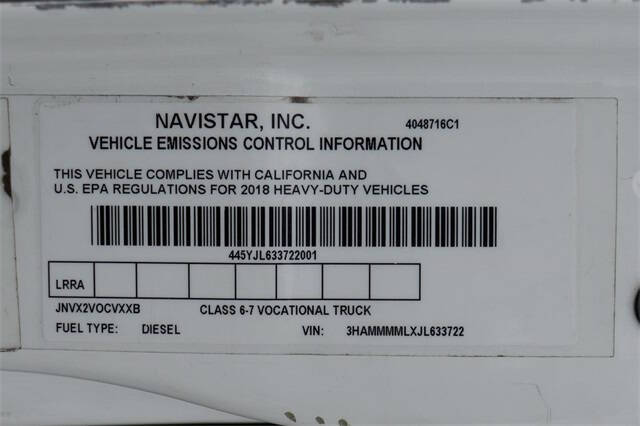 NAVISTAR, INC. 4048716C1
VEHICLE EMISSIONS CONTROL INFORMATION
THIS VEHICLE COMPLIES WITH CALIFORNIA AND
U.S. EPA REGULATIONS FOR 2018 HEAVY-DUTY VEHICLES
445YJL633722001
LRRA
JNVX2VOCVXXB CLASS 6-7 VOCATIONAL TRUCK
FUEL TYPE: DIESEL VIN: 3HAMMMMLXJL633722